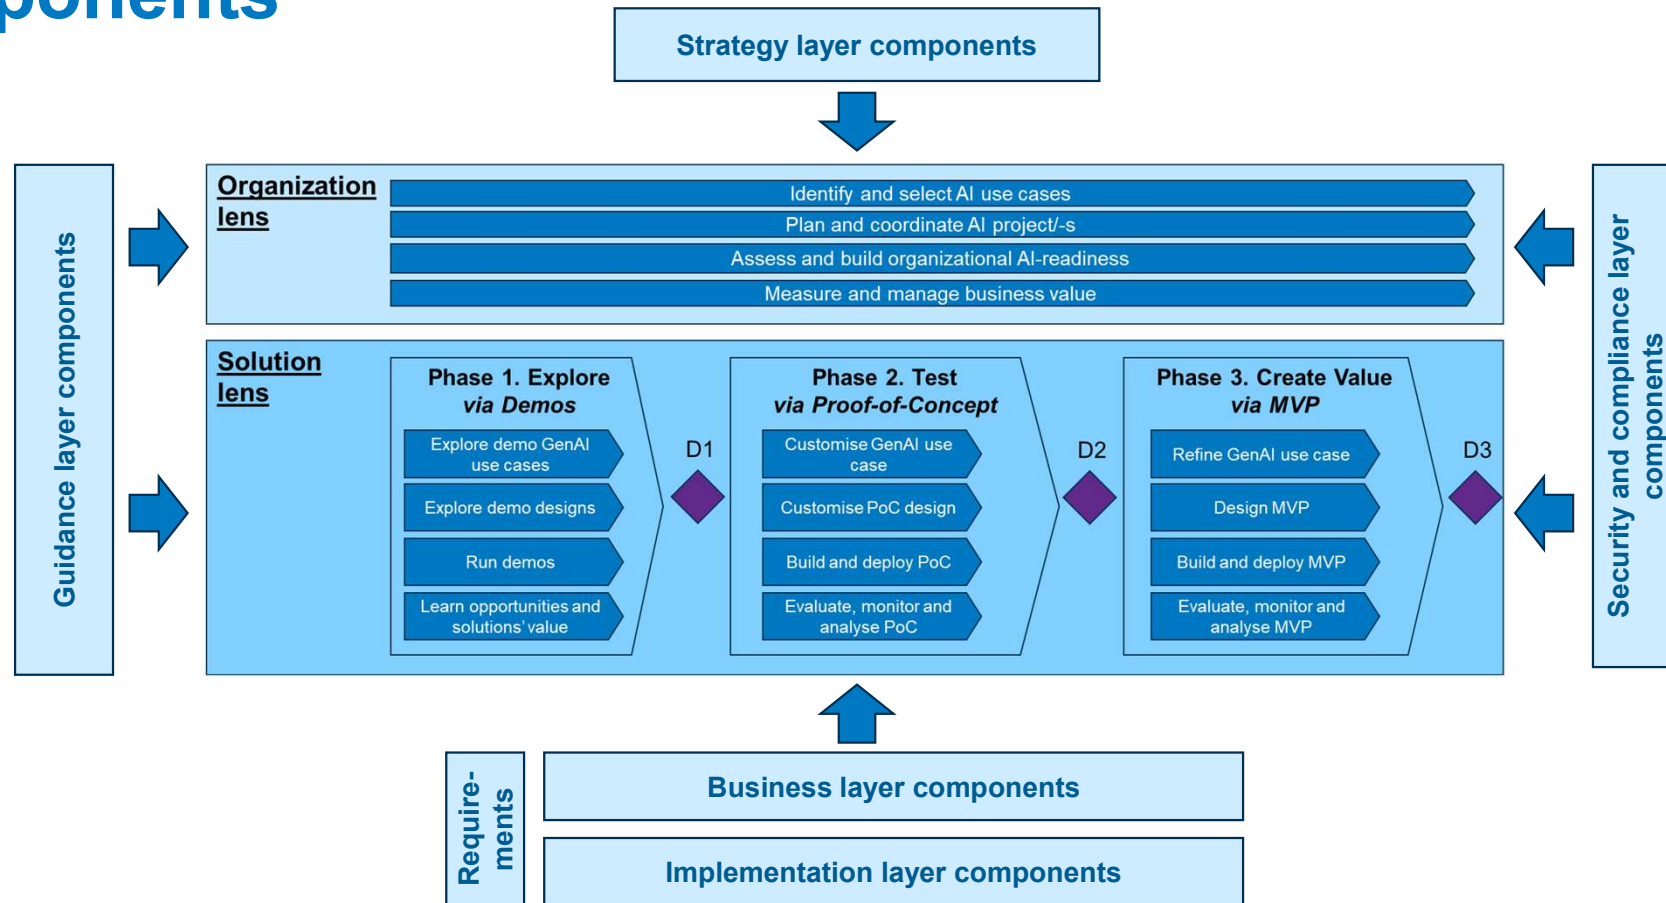 ponents
Strategy layer components
Guidance layer components
Organization
lens
Identify and select AI use cases
Plan and coordinate AI project/-s
Assess and build organizational AI-readiness
Measure and manage business value
Security and compliance layer
components
Solution
lens
Phase 1. Explore
via Demos
Explore demo GenAI
use cases
Explore demo designs
Run demos
Learn opportunities and
solutions' value
D1
Phase 2. Test
via Proof-of-Concept
Customise GenAI use
case
Customise PoC design
Build and deploy PoC
Evaluate, monitor and
analyse PoC
D2
Phase 3. Create Value
via MVP
Refine GenAI use case
Design MVP
Build and deploy MVP
Evaluate, monitor and
analyse MVP
D3
Require-
ments
Business layer components
Implementation layer components